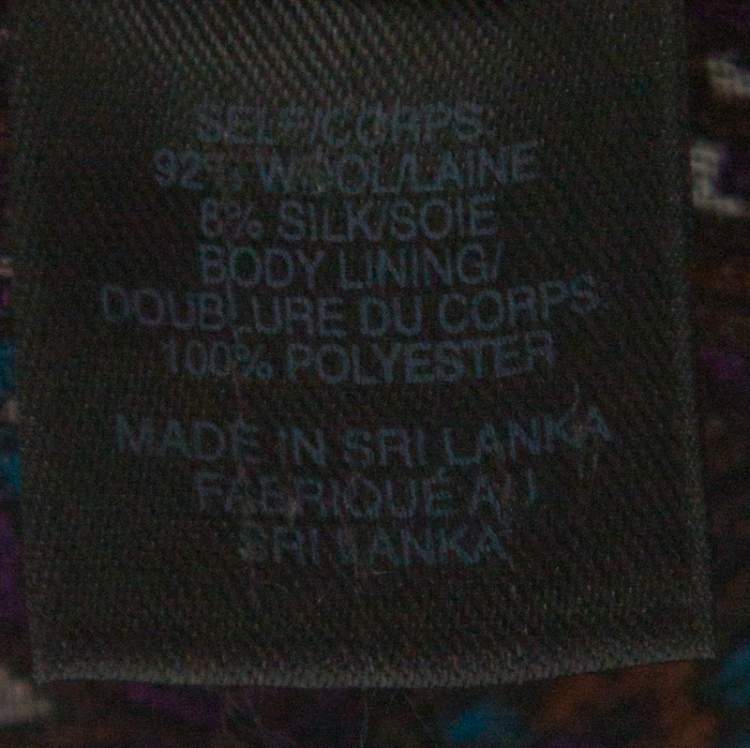 SELF/CORPS:
92% WOOL/LAINE
8% SILK/SOIE
BODY LINING/
DOUBLURE DU CORPS:
100% POLYESTER
MADE IN SRI LANKA
FABRIQUÉ AU
SRI LANKA